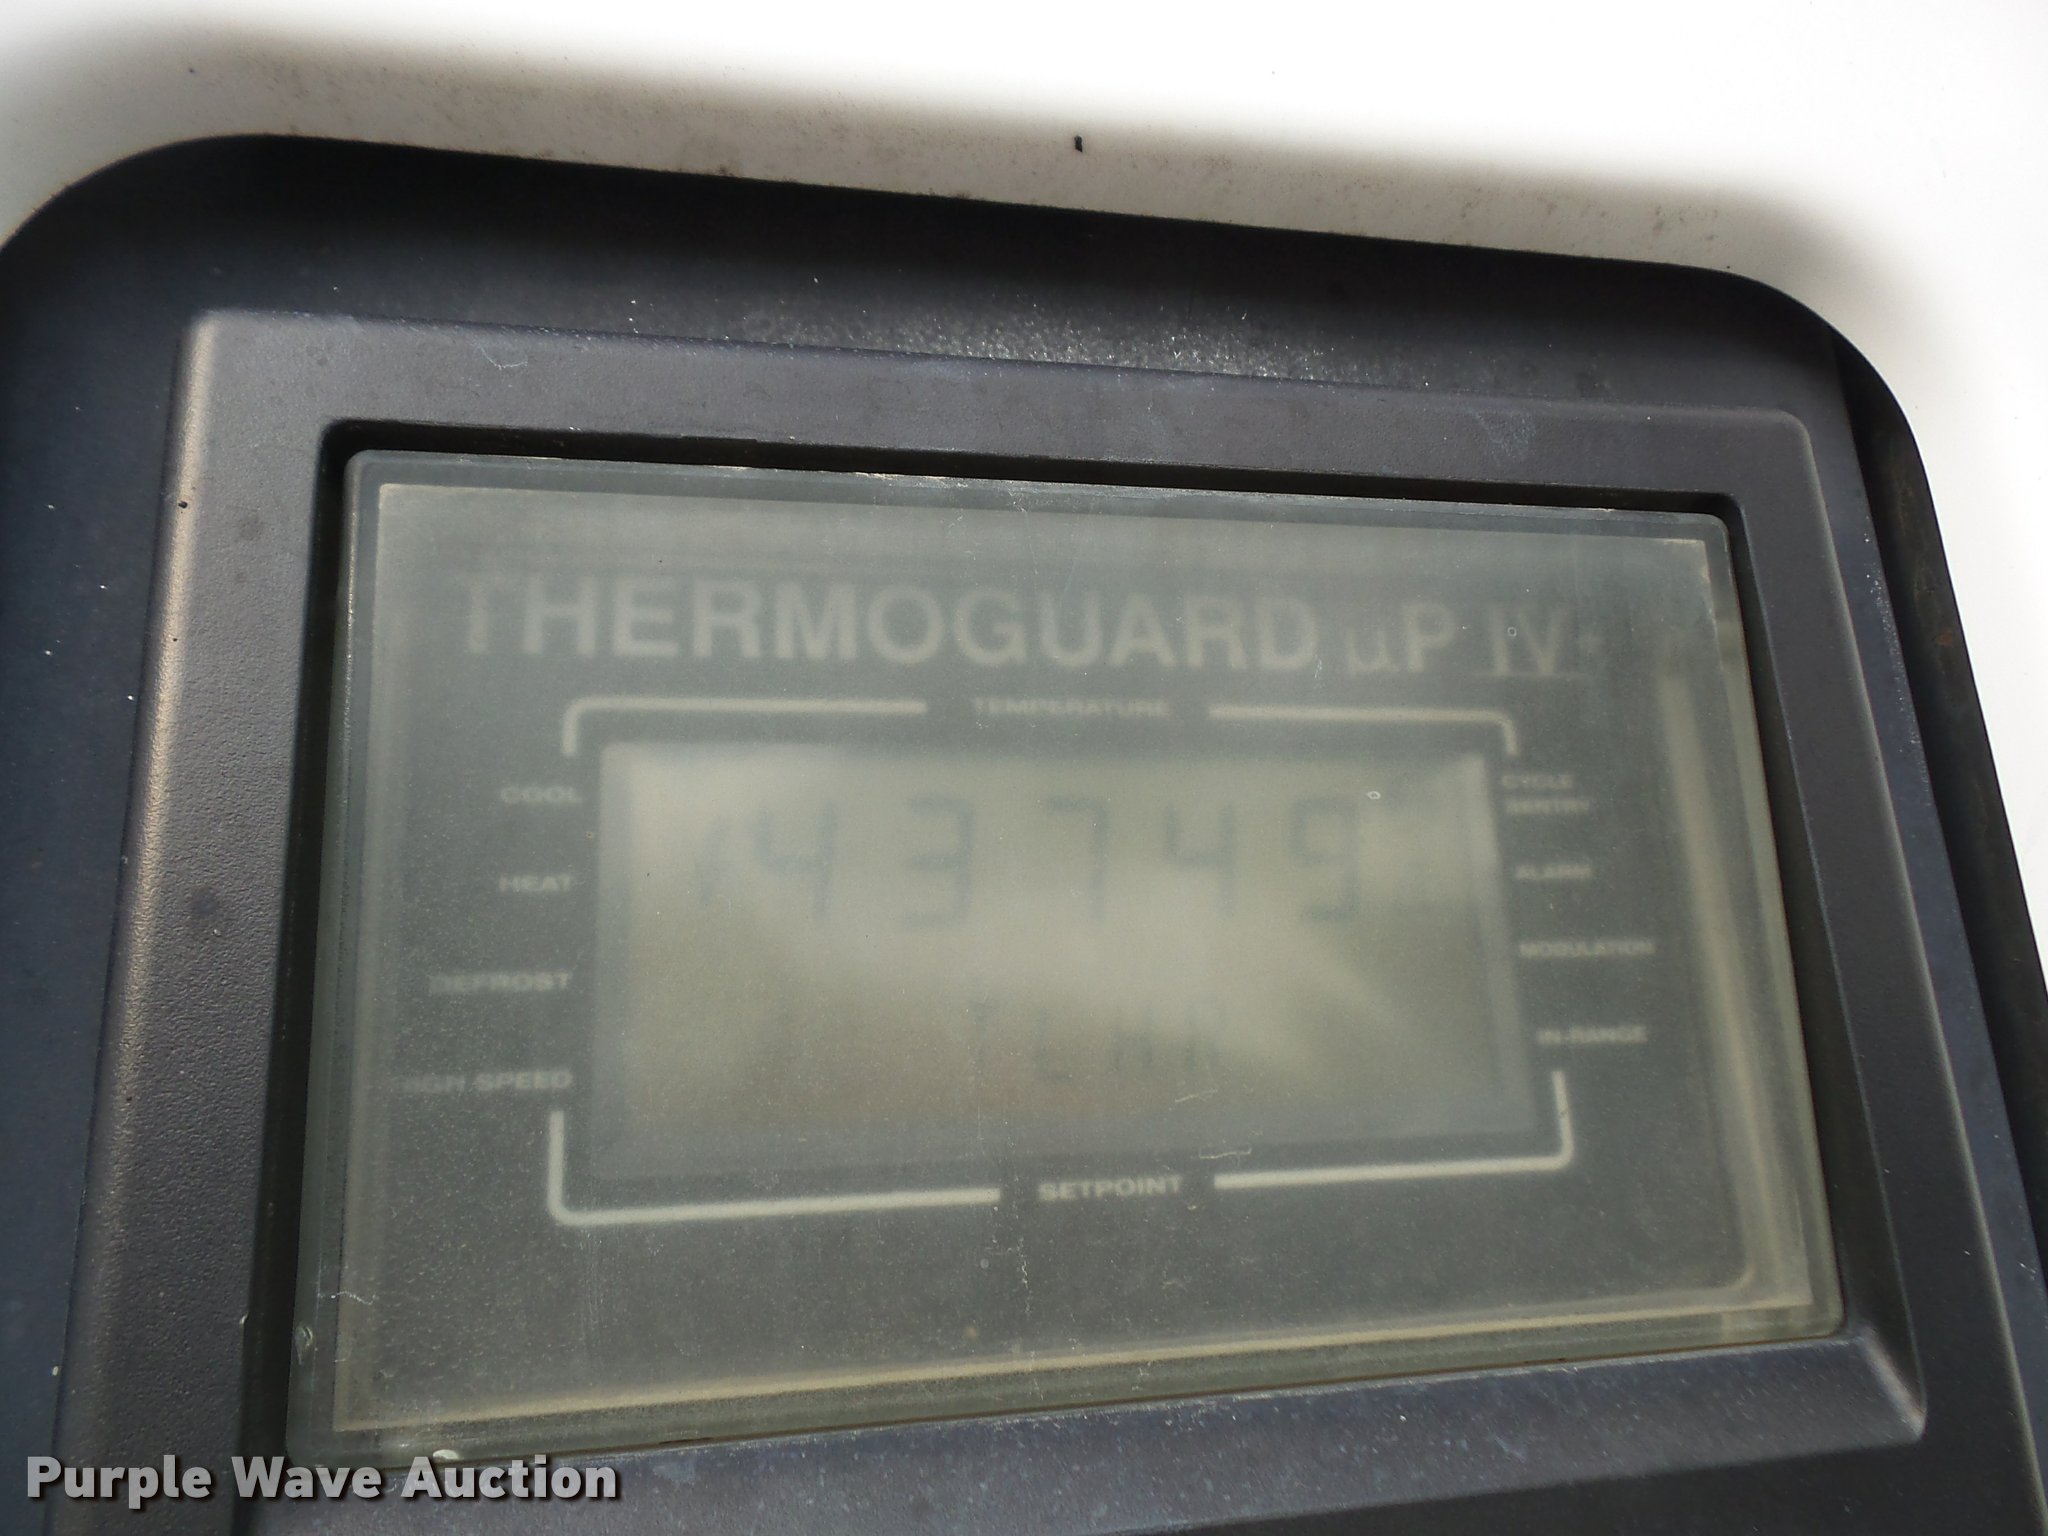 THERMOGUARD µP IV+
TEMPERATURE
COOL
CYCLE
SENTRY
43749
HEAT
ALARM
DEFROST
MODULATION
HIGH SPEED
IN-RANGE
SETPOINT
Purple Wave Auction